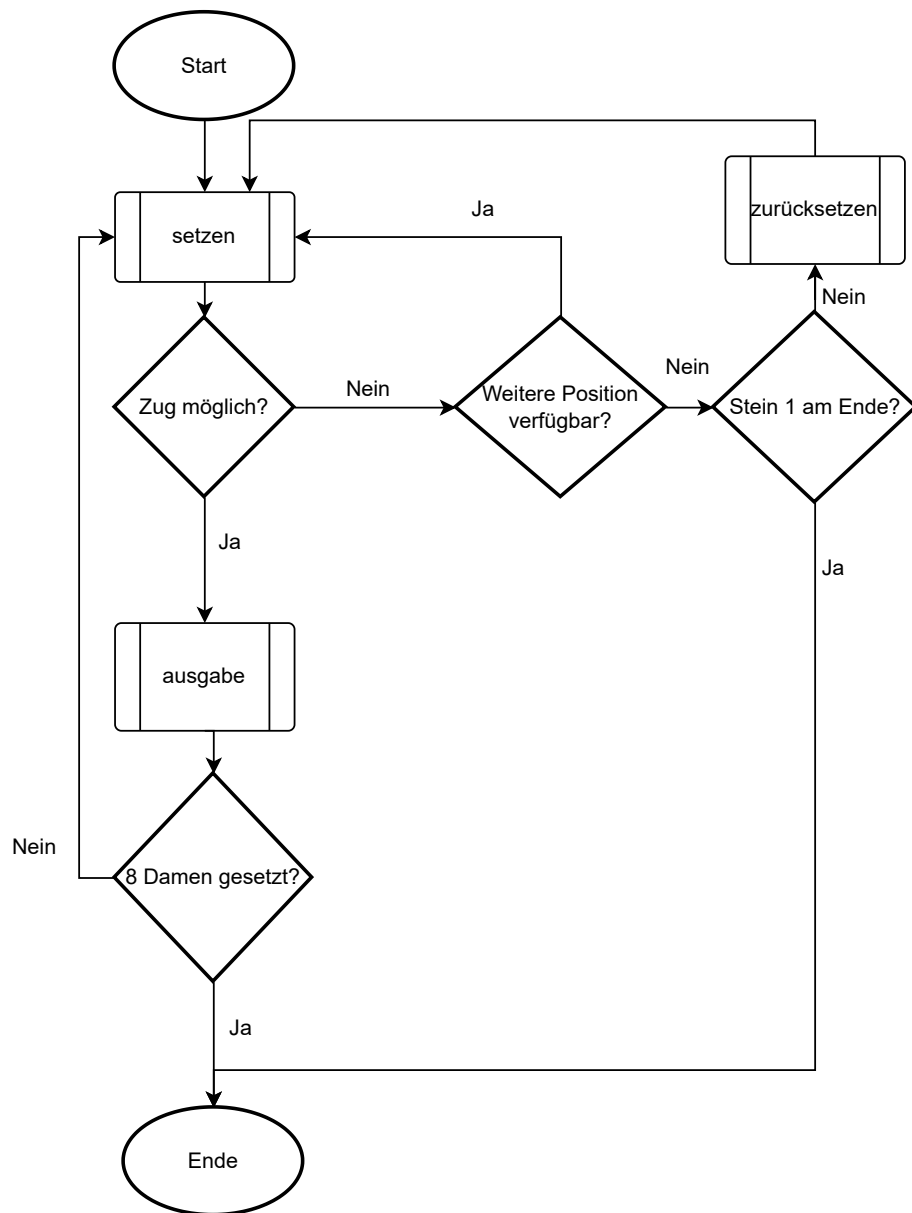 Start
setzen
Ja
zurücksetzen
Nein
Zug möglich?
Nein
Weitere Position
verfügbar?
Nein
Stein 1 am Ende?
Ja
Ja
ausgabe
Nein
8 Damen gesetzt?
Ja
Ende